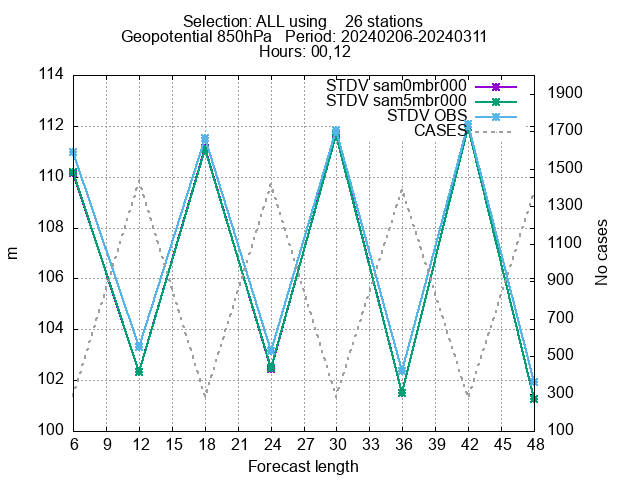 Selection: ALL using    26 stations
Geopotential 850hPa   Period: 20240206-20240311
Hours: 00,12
STDV sam0mbr000
STDV sam5mbr000
STDV OBS
CASES
114
112
110
108
106
104
102
100
m
1900
1700
1500
1300
1100
900
700
500
300
100
No cases
6 9 12 15 18 21 24 27 30 33 36 39 42 45 48
Forecast length